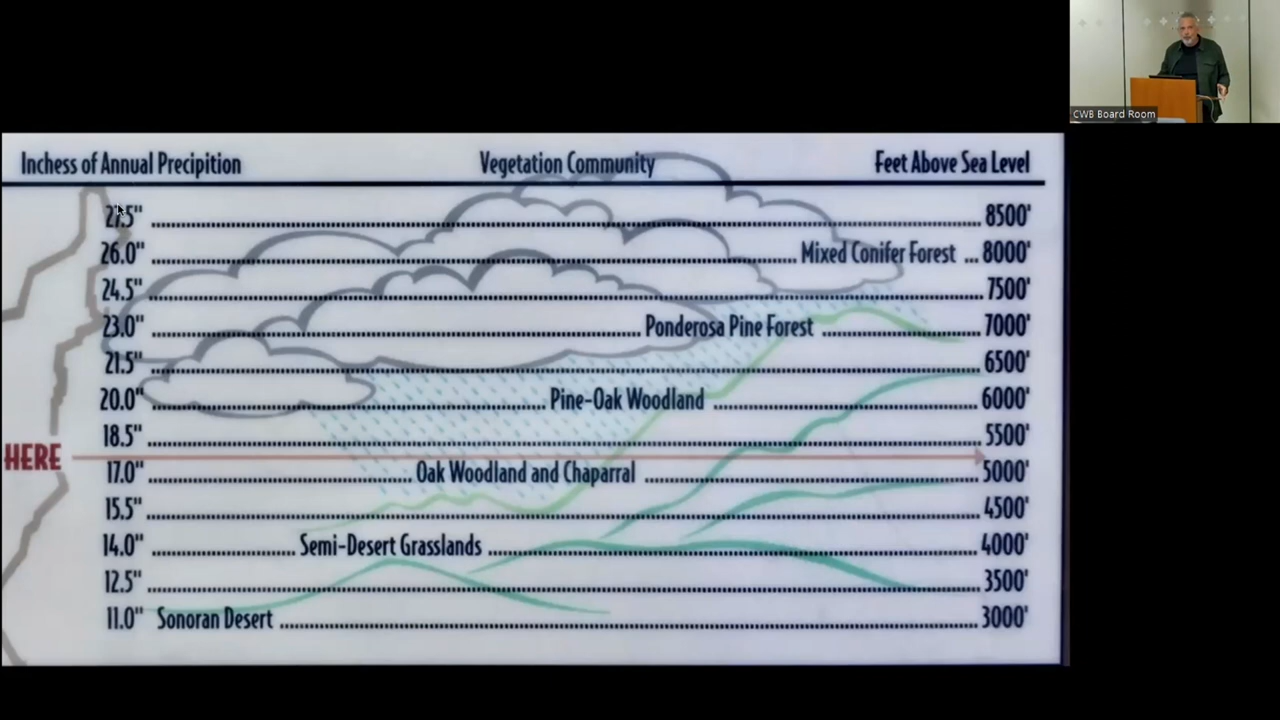 CWB Board Room
Inchess of Annual Precipition Vegetation Community Feet Above Sea Level
27.5" 8500'
26.0" Mixed Conifer Forest 8000'
24.5" 7500'
23.0" Ponderosa Pine Forest 7000'
21.5" 6500'
20.0" Pine-Oak Woodland 6000'
18.5" 5500'
HERE
17.0" Oak Woodland and Chaparral 5000'
15.5" 4500'
14.0" Semi-Desert Grasslands 4000'
12.5" 3500'
11.0" Sonoran Desert 3000'